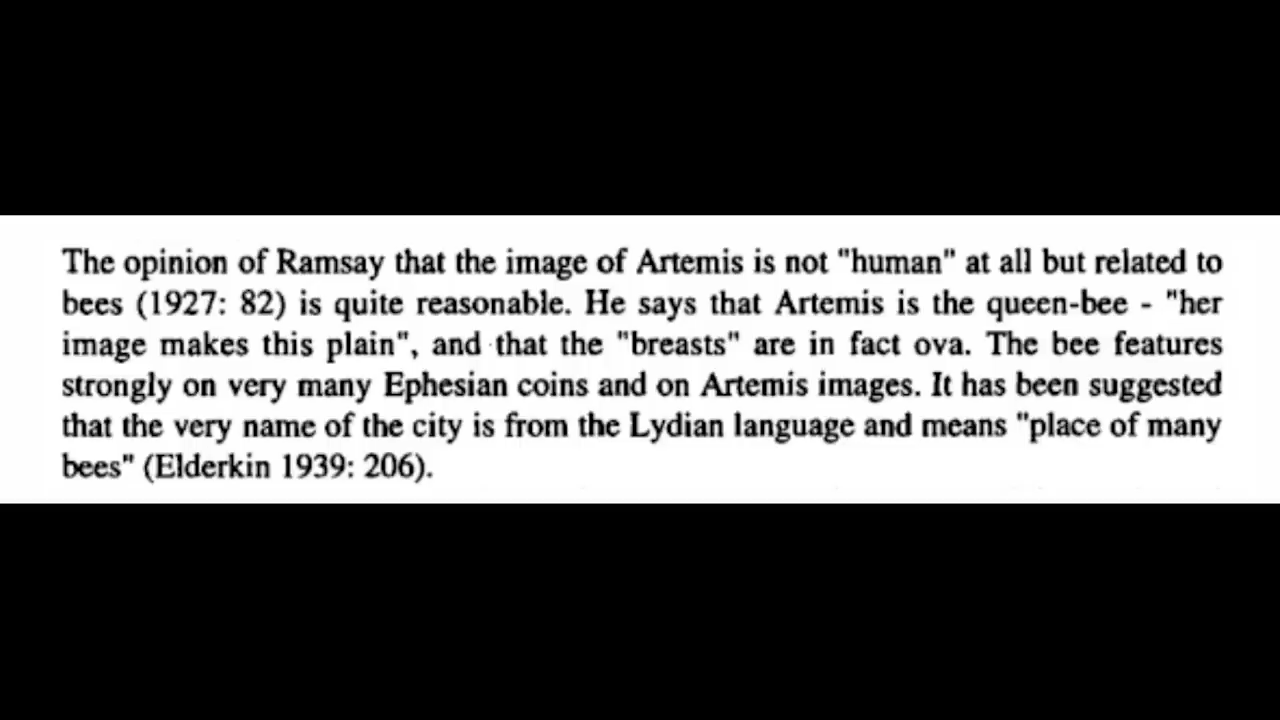 The opinion of Ramsay that the image of Artemis is not "human" at all but related to
bees (1927: 82) is quite reasonable. He says that Artemis is the queen-bee - "her
image makes this plain", and that the "breasts" are in fact ova. The bee features
strongly on very many Ephesian coins and on Artemis images. It has been suggested
that the very name of the city is from the Lydian language and means "place of many
bees" (Elderkin 1939: 206).